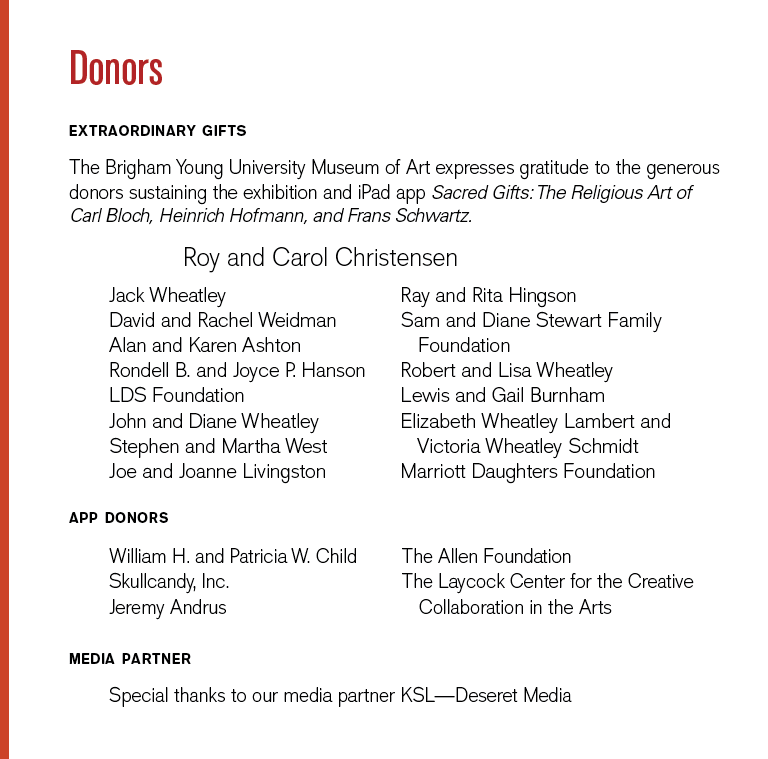 Donors
EXTRAORDINARY GIFTS
The Brigham Young University Museum of Art expresses gratitude to the generous
donors sustaining the exhibition and iPad app Sacred Gifts: The Religious Art of
Carl Bloch, Heinrich Hofmann, and Frans Schwartz.
Roy and Carol Christensen
Jack Wheatley
David and Rachel Weidman
Alan and Karen Ashton
Rondell B. and Joyce P. Hanson
LDS Foundation
John and Diane Wheatley
Stephen and Martha West
Joe and Joanne Livingston
Ray and Rita Hingson
Sam and Diane Stewart Family
Foundation
Robert and Lisa Wheatley
Lewis and Gail Burnham
Elizabeth Wheatley Lambert and
Victoria Wheatley Schmidt
Marriott Daughters Foundation
APP DONORS
William H. and Patricia W. Child
Skullcandy, Inc.
Jeremy Andrus
The Allen Foundation
The Laycock Center for the Creative
Collaboration in the Arts
MEDIA PARTNER
Special thanks to our media partner KSL—Deseret Media